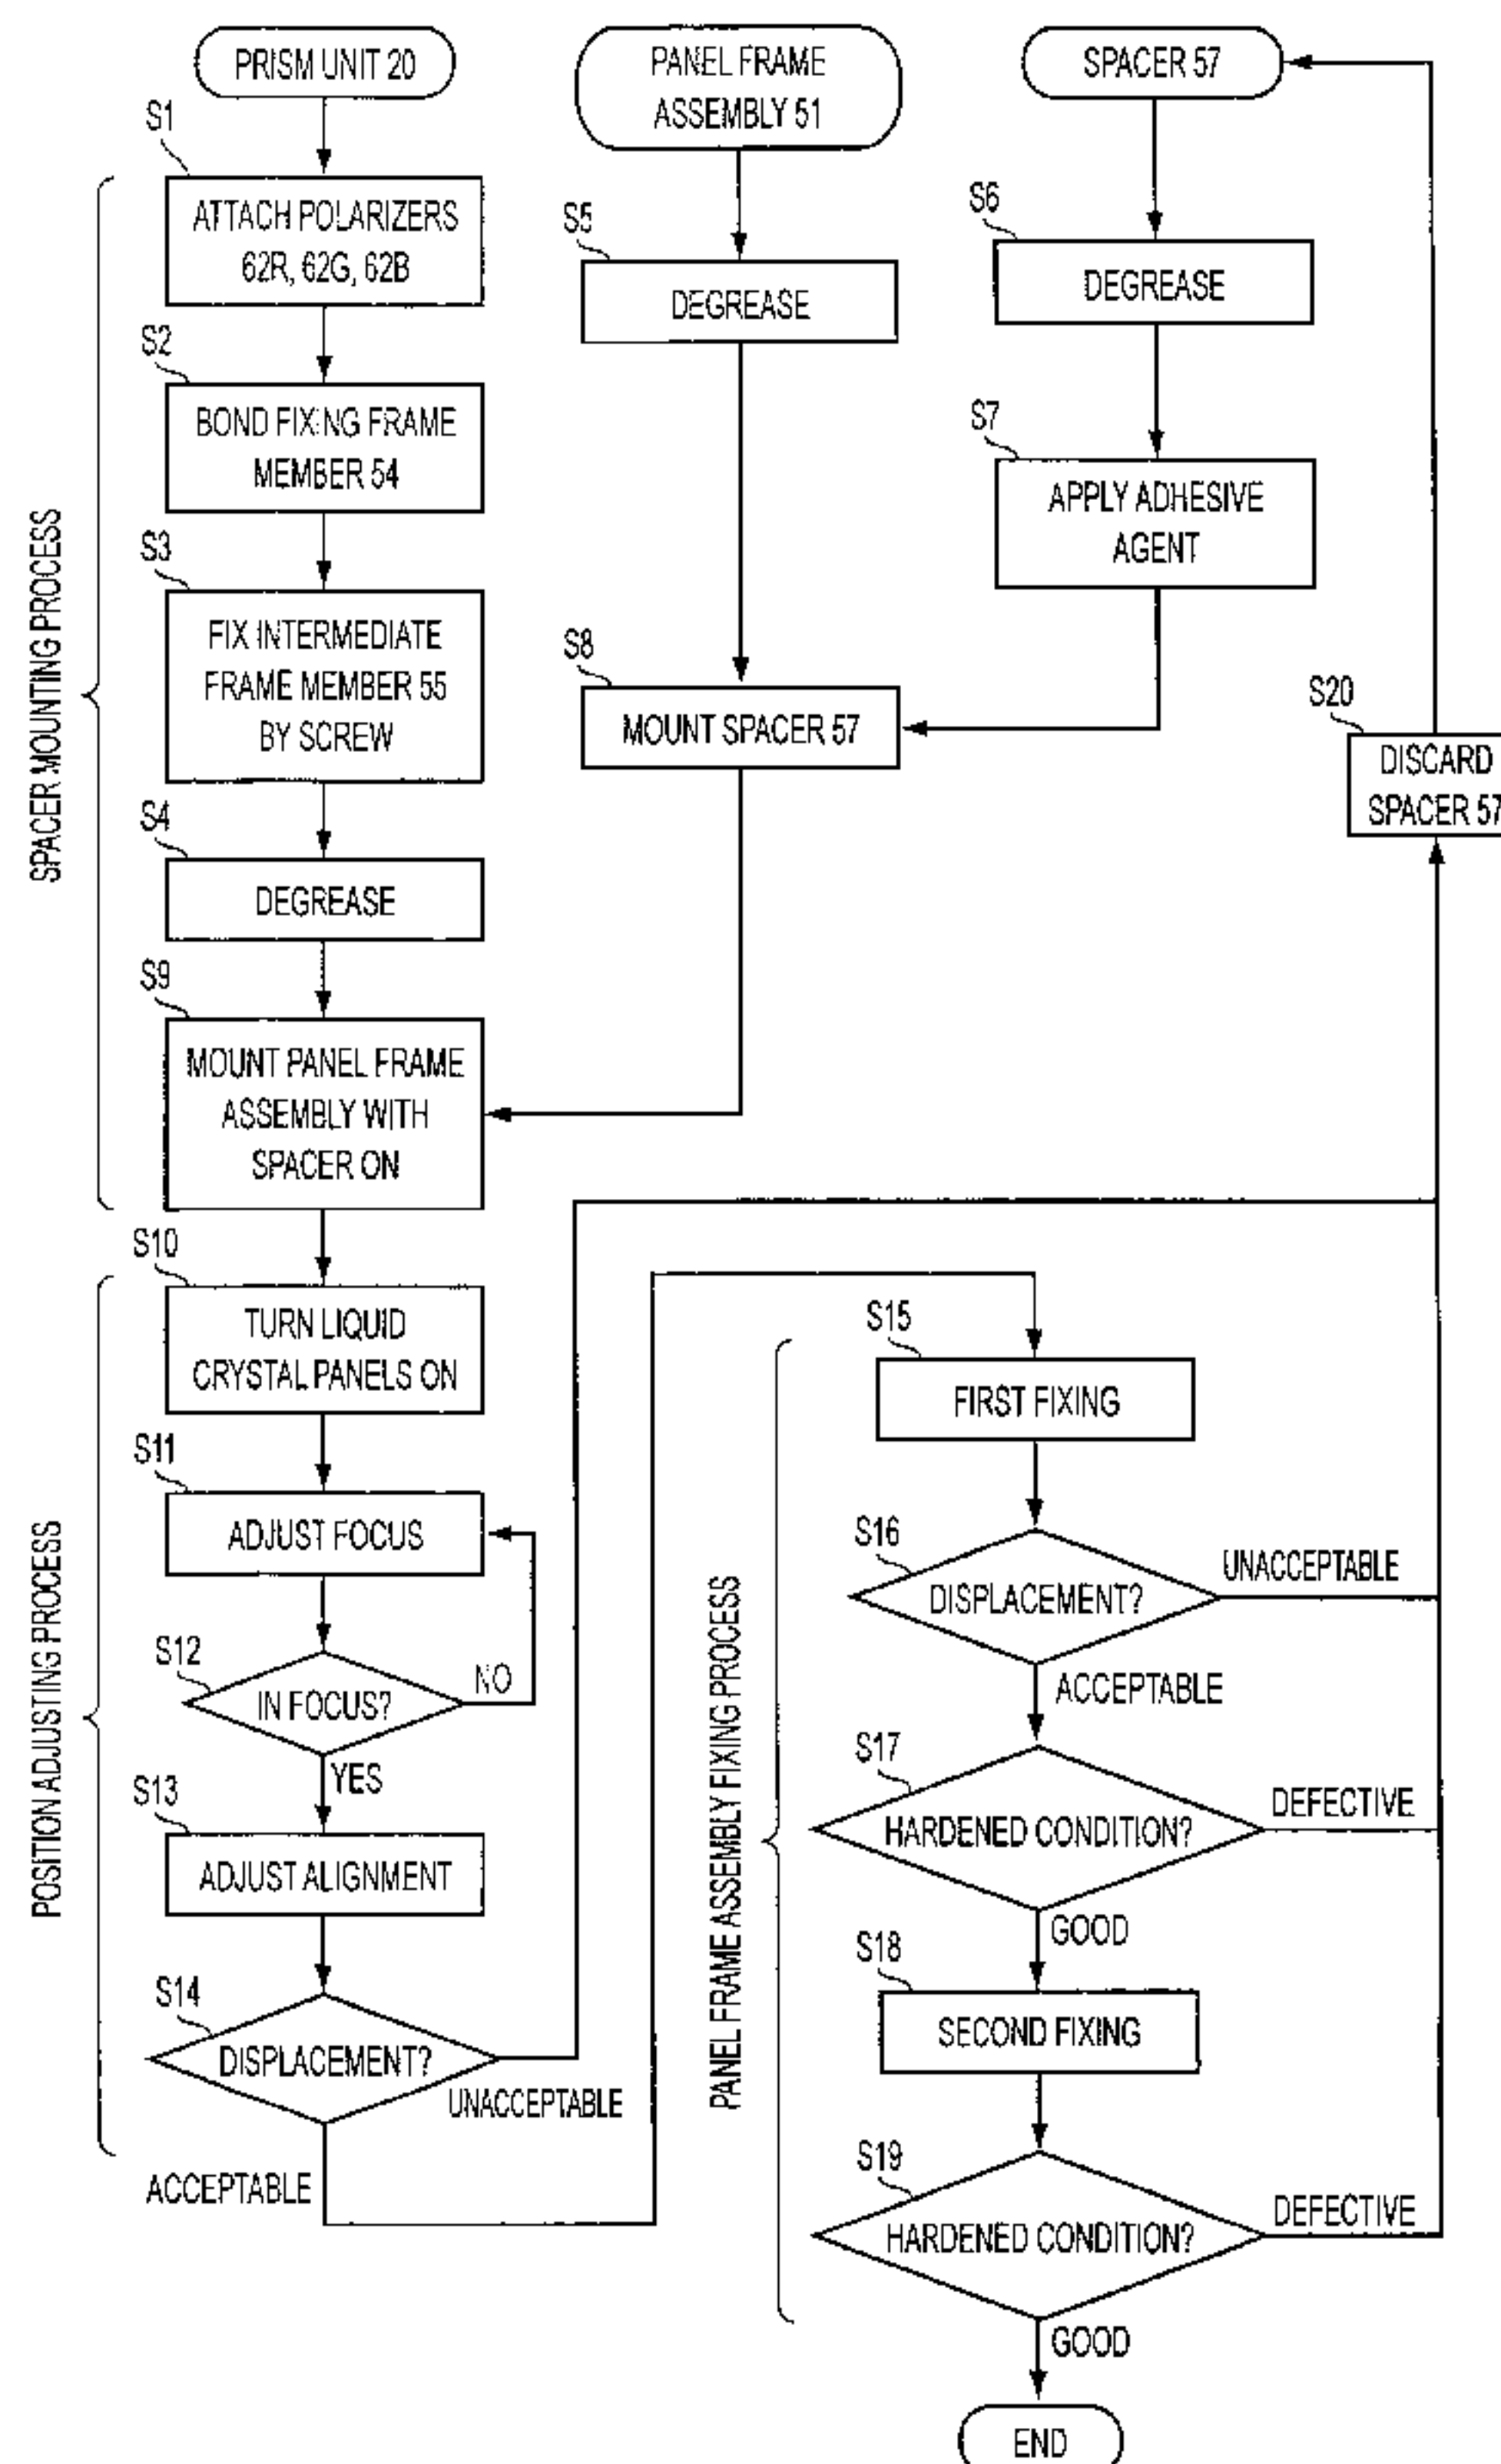 PRISM UNIT 20
S1
ATTACH POLARIZERS
62R, 62G, 62B
S2
BOND FIXING FRAME
MEMBER 54
S3
FIX INTERMEDIATE
FRAME MEMBER 55
BY SCREW
S4
DEGREASE
S9
MOUNT PANEL FRAME
ASSEMBLY WITH
SPACER ON
SPACER MOUNTING PROCESS
PANEL FRAME
ASSEMBLY 51
S5
DEGREASE
S8
MOUNT SPACER 57
SPACER 57
S6
DEGREASE
S7
APPLY ADHESIVE
AGENT
S20
DISCARD
SPACER 57
S10
TURN LIQUID
CRYSTAL PANELS ON
S11
ADJUST FOCUS
S12
IN FOCUS?
NO
YES
S13
ADJUST ALIGNMENT
S14
DISPLACEMENT?
UNACCEPTABLE
ACCEPTABLE
POSITION ADJUSTING PROCESS
S15
FIRST FIXING
S16
DISPLACEMENT?
UNACCEPTABLE
ACCEPTABLE
S17
HARDENED CONDITION?
DEFECTIVE
GOOD
S18
SECOND FIXING
S19
HARDENED CONDITION?
DEFECTIVE
GOOD
END
PANEL FRAME ASSEMBLY FIXING PROCESS